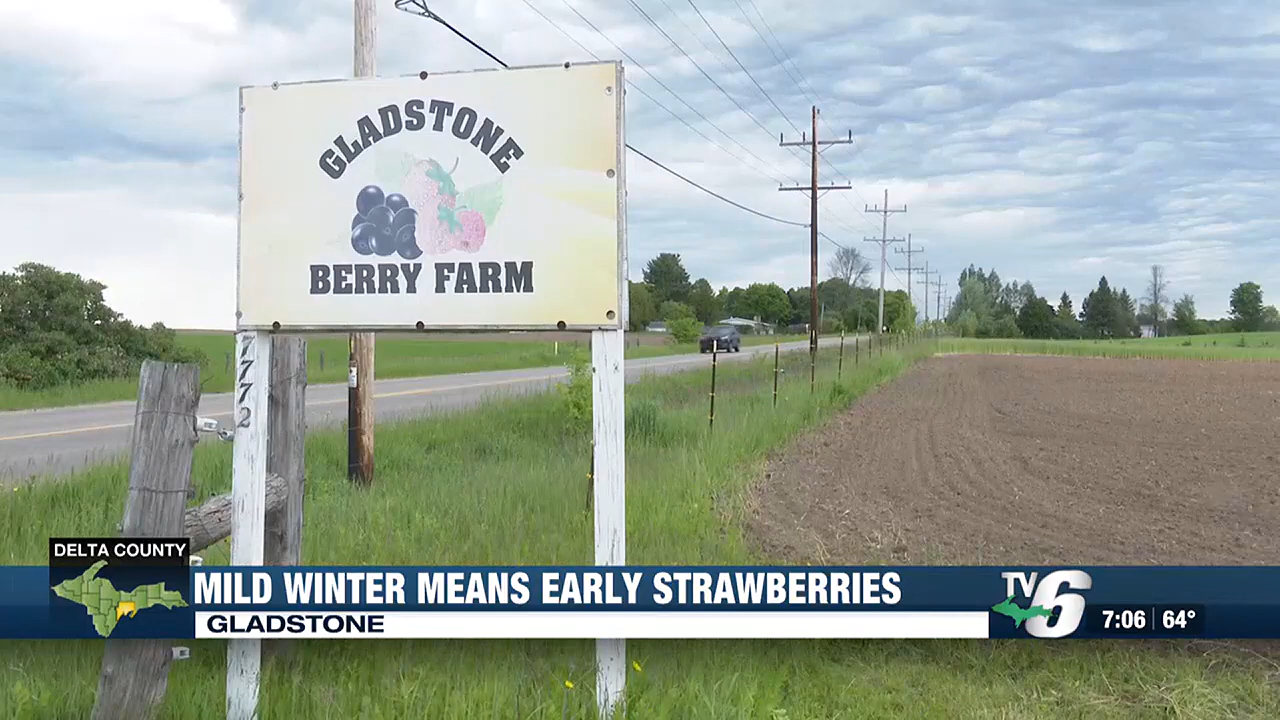 GLADSTONE
BERRY FARM
7772
DELTA COUNTY
MILD WINTER MEANS EARLY STRAWBERRIES
GLADSTONE
TV6
7:06 64°